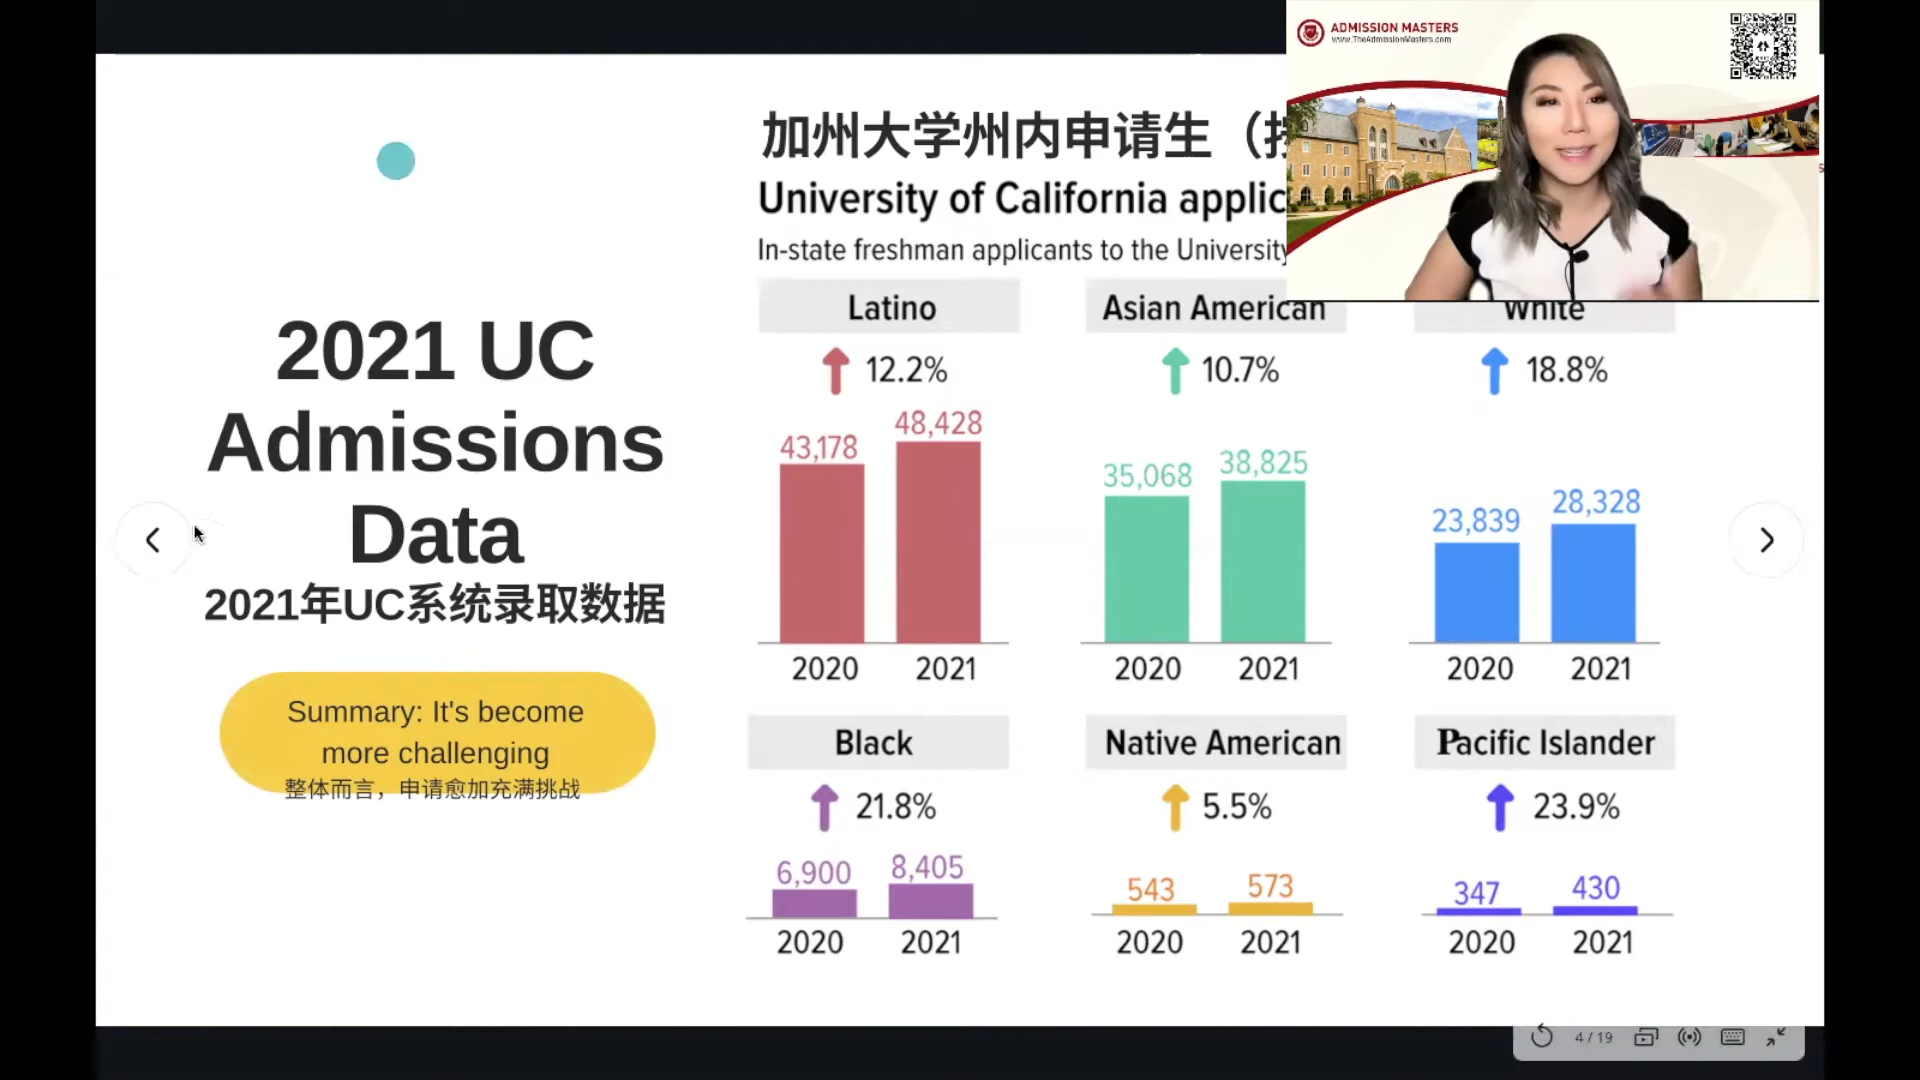 ADMISSION MASTERS
www.TheAdmissionMasters.com
加州大学州内申请生（按
University of California applic
In-state freshman applicants to the University
Latino
Asian American
White
12.2%
10.7%
18.8%
43,178
48,428
35,068
38,825
23,839
28,328
2020
2021
2020
2021
2020
2021
2021 UC
Admissions
Data
2021年UC系统录取数据
Summary: It's become
more challenging
整体而言，申请愈加充满挑战
Black
Native American
Pacific Islander
21.8%
5.5%
23.9%
6,900
8,405
543
573
347
430
2020
2021
2020
2021
2020
2021
4 / 19